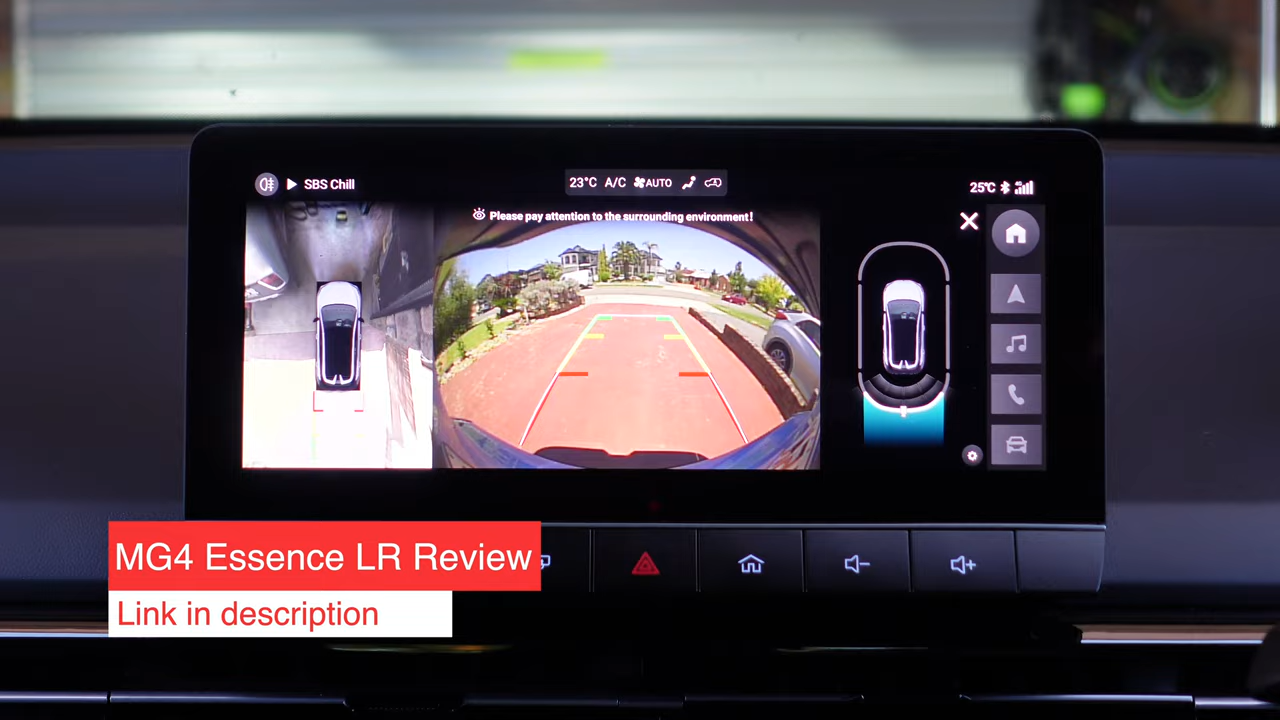 SBS Chill
23°C A/C AUTO
25°C
Please pay attention to the surrounding environment!
MG4 Essence LR Review
Link in description